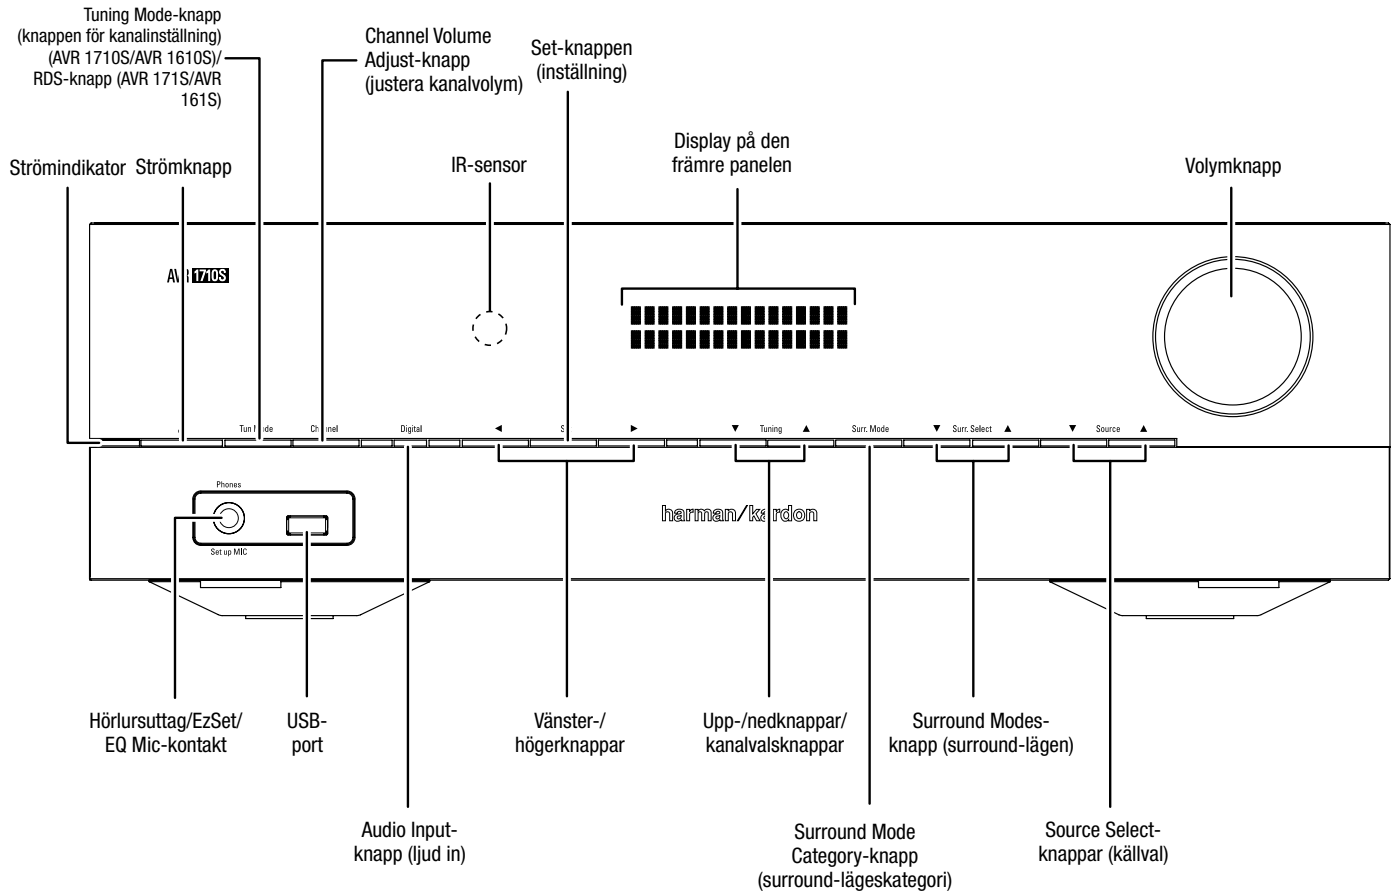 Tuning Mode-knapp
(knappen för kanalinställning)
(AVR 1710S/AVR 1610S)/
RDS-knapp (AVR 171S/AVR
161S)
Channel Volume
Adjust-knapp
(justera kanalvolym)
Set-knappen
(inställning)
Display på den
främre panelen
Strömindikator
Strömknapp
IR-sensor
Volymknapp
AVR 1710S
Tun Mode
Channel
Digital
Tuning
Surr. Mode
Surr. Select
Source
Phones
Set up MIC
harman/kardon
Hörlursuttag/EzSet/
EQ Mic-kontakt
USB-
port
Vänster-/
högerknappar
Upp-/nedknappar/
kanalvalsknappar
Surround Modes-
knapp (surround-lägen)
Audio Input-
knapp (ljud in)
Surround Mode
Category-knapp
(surround-lägeskategori)
Source Select-
knappar (källval)